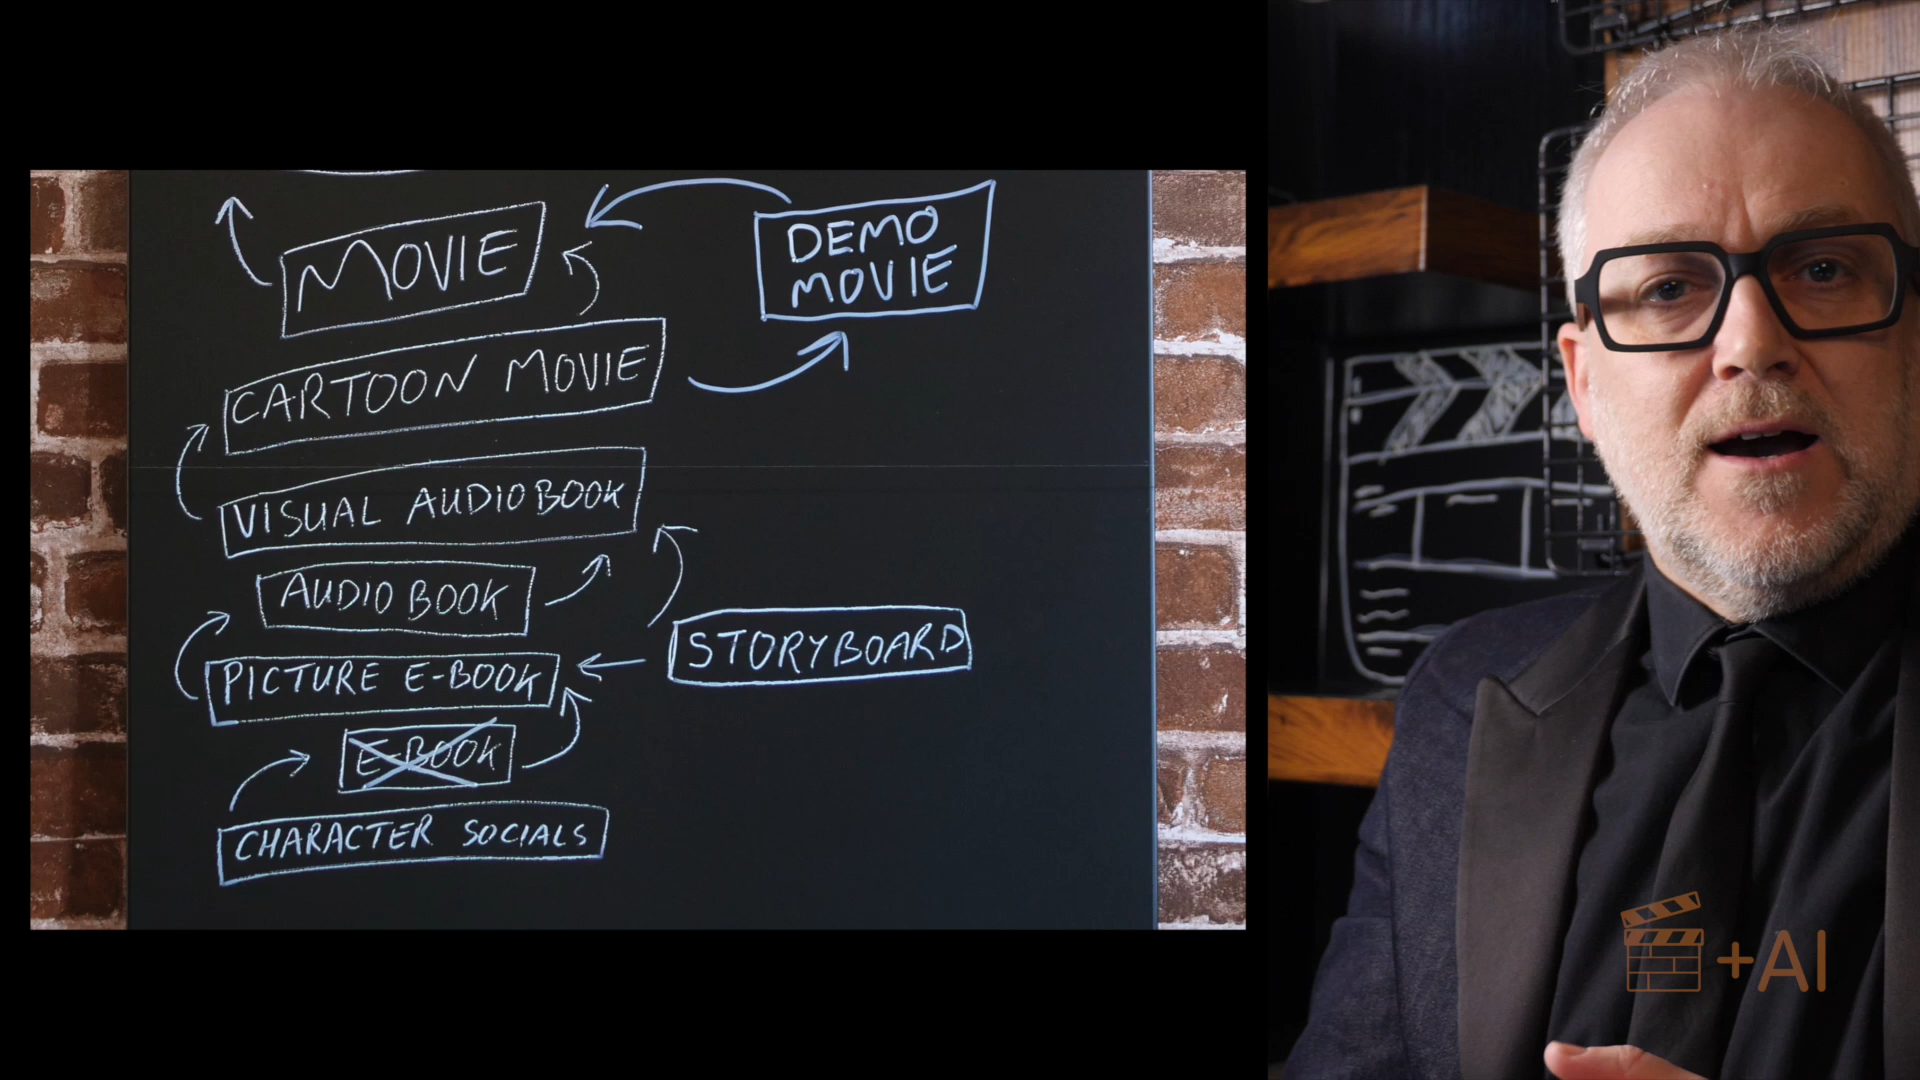 MOVIE
DEMO
MOVIE
CARTOON MOVIE
VISUAL AUDIOBOOK
AUDIO BOOK
STORYBOARD
PICTURE E-BOOK
E-BOOK
CHARACTER SOCIALS
+AI